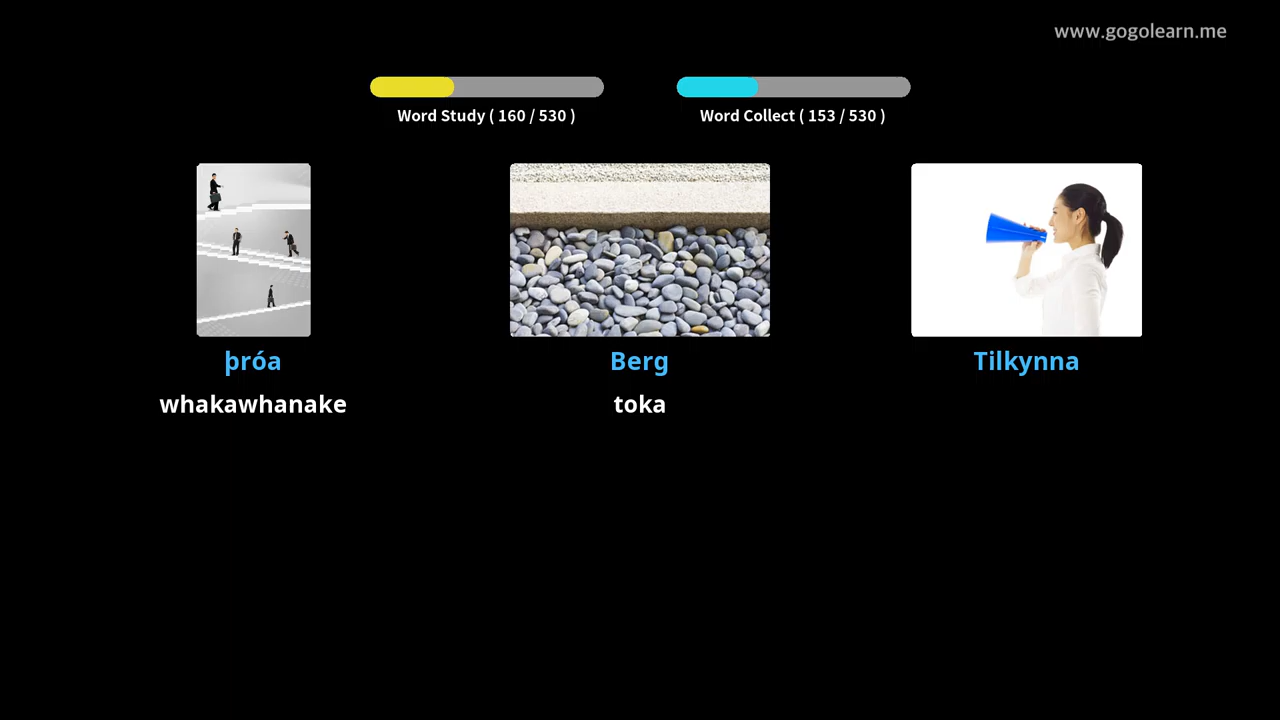 www.gogolearn.me
Word Study ( 160 / 530 )
Word Collect ( 153 / 530 )
þróa
Berg
Tilkynna
whakawhanake
toka